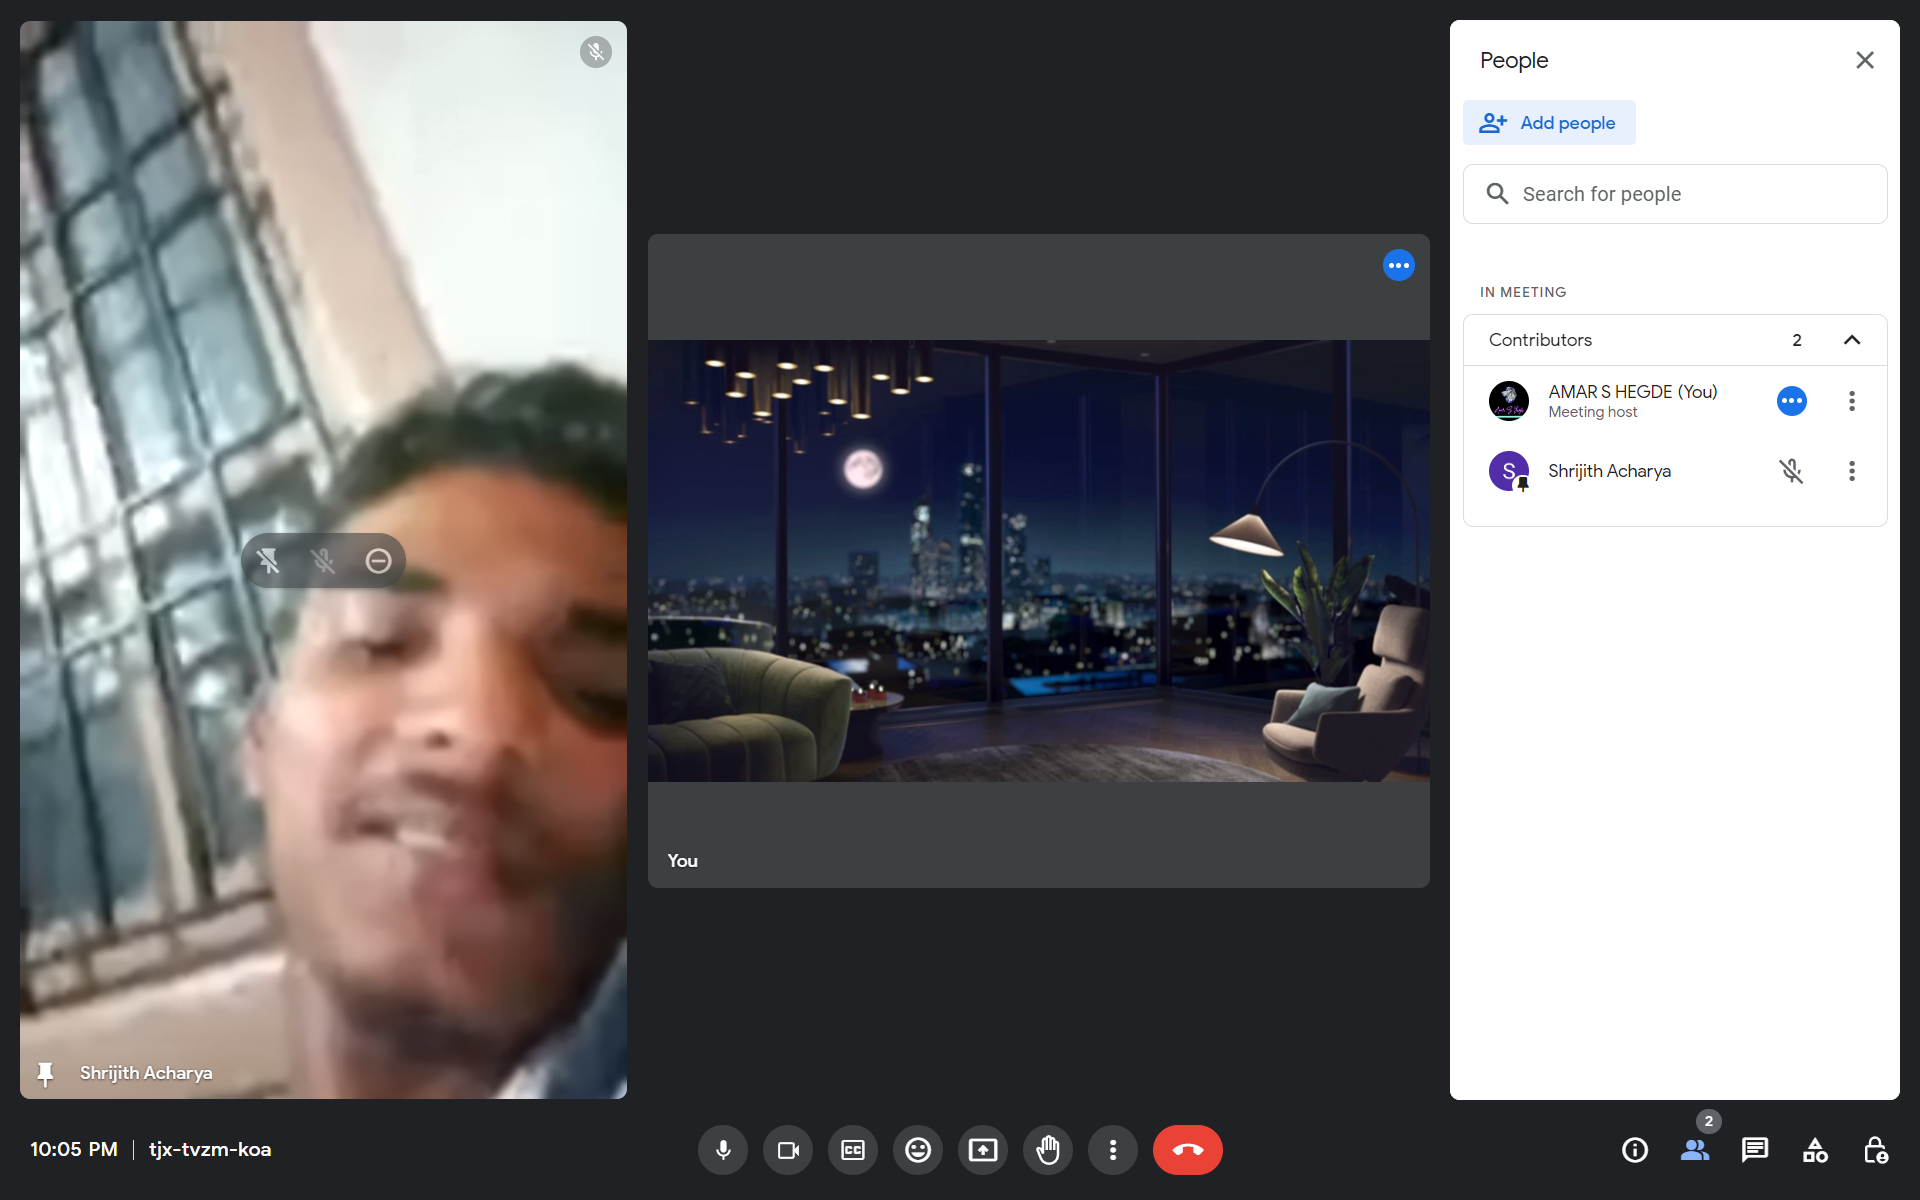 Shrijith Acharya
You
People
Add people
Search for people
IN MEETING
Contributors 2
AMAR S HEGDE (You)
Meeting host
S
Shrijith Acharya
10:05 PM | tjx-tvzm-koa
CC
2